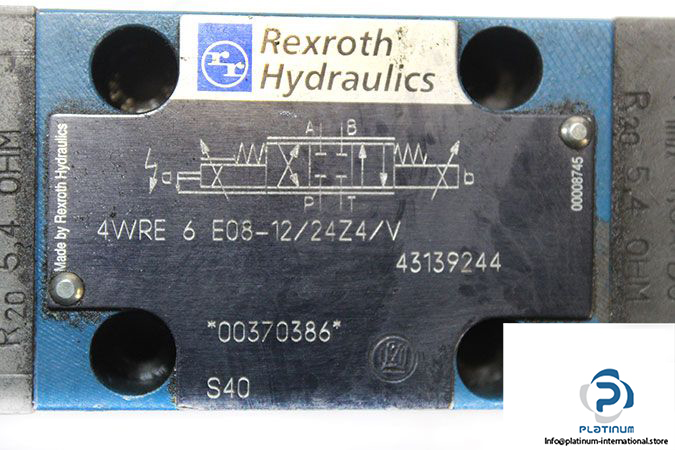 Rexroth
Hydraulics
Made by Rexroth Hydraulics
A B
a b
P T
4WRE 6 E08-12/24Z4/V
43139244
*00370386*
S40
00008745
R20 5,4 OHM
R20 5,4 OHM
PLATINUM
info@platinum-international.store